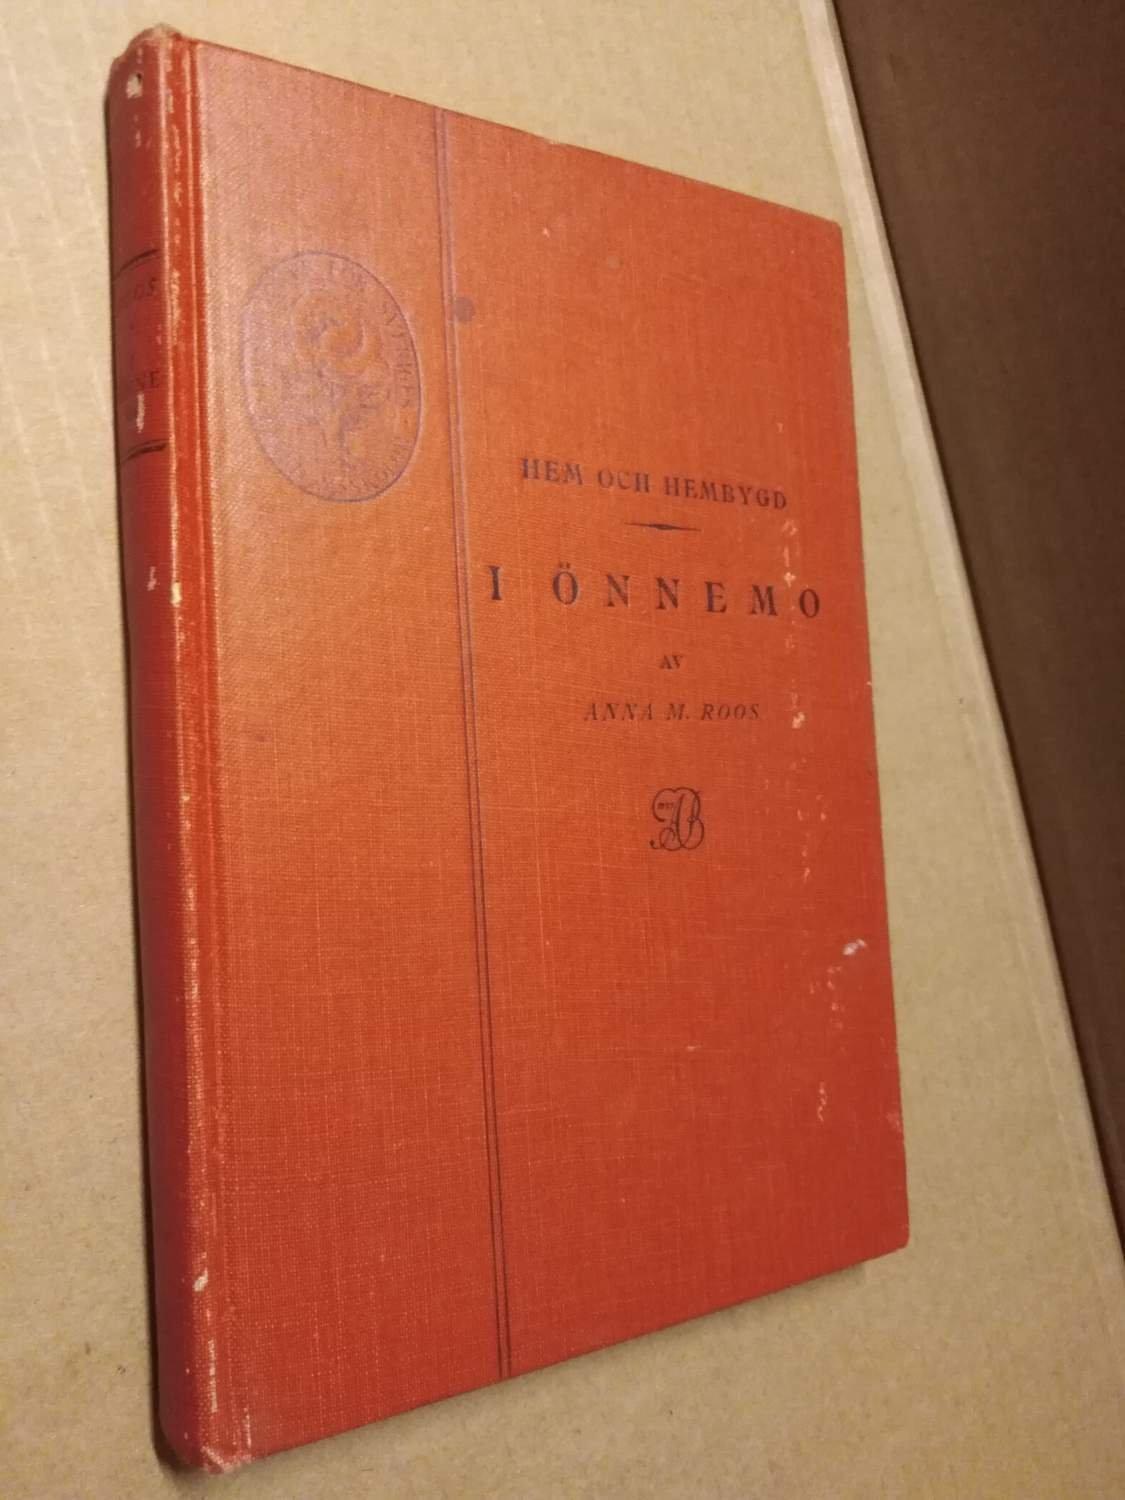 HEM OCH HEMBYGD
I ÖNNEMO
AV
ANNA M. ROOS